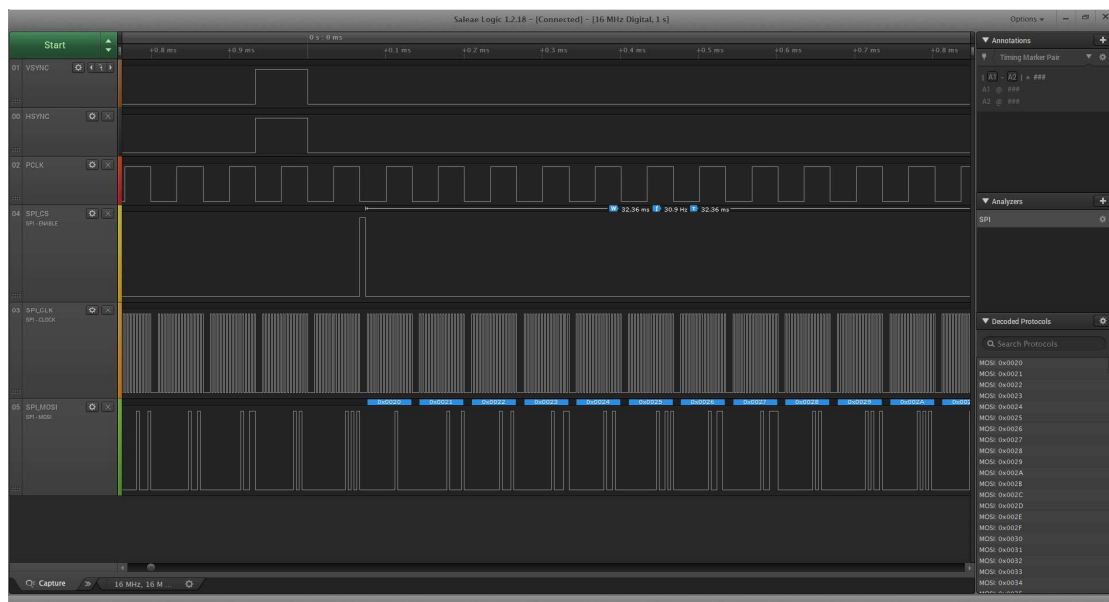 Saleae Logic 1.2.18 - [Connected] - [16 MHz Digital, 1 s]
Options
Start
0 s : 0 ms
+0.8 ms +0.9 ms +0.1 ms +0.2 ms +0.3 ms +0.4 ms +0.5 ms +0.6 ms +0.7 ms +0.8 ms
01 VSYNC
00 HSYNC
02 PCLK
04 SPI_CS
SPI - ENABLE
W 32.36 ms f 30.9 Hz T 32.36 ms
03 SPI_CLK
SPI - CLOCK
05 SPI_MOSI
SPI - MOSI
0x0020 0x0021 0x0022 0x0023 0x0024 0x0025 0x0026 0x0027 0x0028 0x0029 0x002A 0x002
Capture
16 MHz, 16 M...
Annotations
Timing Marker Pair
| A1 - A2 | = ###
A1 @ ###
A2 @ ###
Analyzers
SPI
Decoded Protocols
Search Protocols
MOSI: 0x0020
MOSI: 0x0021
MOSI: 0x0022
MOSI: 0x0023
MOSI: 0x0024
MOSI: 0x0025
MOSI: 0x0026
MOSI: 0x0027
MOSI: 0x0028
MOSI: 0x0029
MOSI: 0x002A
MOSI: 0x002B
MOSI: 0x002C
MOSI: 0x002D
MOSI: 0x002E
MOSI: 0x002F
MOSI: 0x0030
MOSI: 0x0031
MOSI: 0x0032
MOSI: 0x0033
MOSI: 0x0034